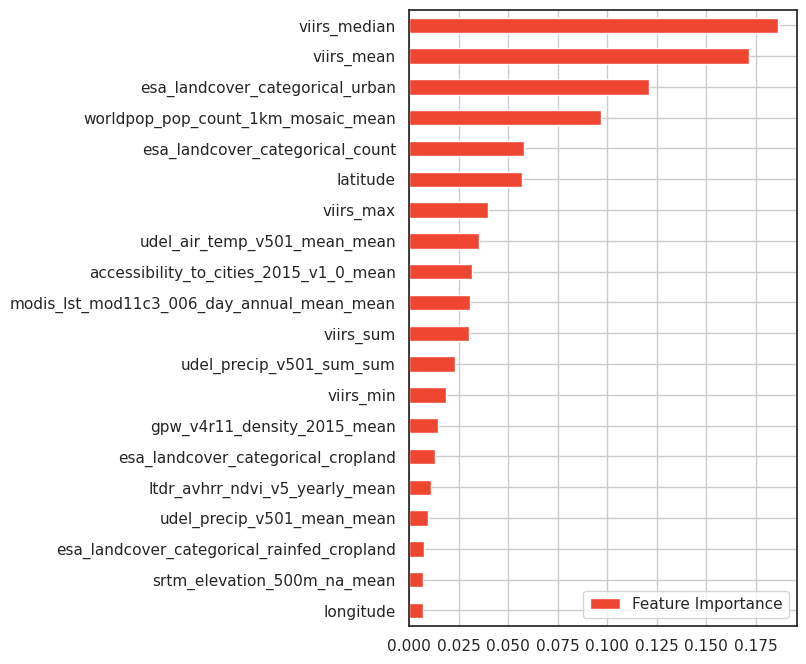 viirs_median
viirs_mean
esa_landcover_categorical_urban
worldpop_pop_count_1km_mosaic_mean
esa_landcover_categorical_count
latitude
viirs_max
udel_air_temp_v501_mean_mean
accessibility_to_cities_2015_v1_0_mean
modis_lst_mod11c3_006_day_annual_mean_mean
viirs_sum
udel_precip_v501_sum_sum
viirs_min
gpw_v4r11_density_2015_mean
esa_landcover_categorical_cropland
ltdr_avhrr_ndvi_v5_yearly_mean
udel_precip_v501_mean_mean
esa_landcover_categorical_rainfed_cropland
srtm_elevation_500m_na_mean
longitude
Feature Importance
0.000 0.025 0.050 0.075 0.100 0.125 0.150 0.175